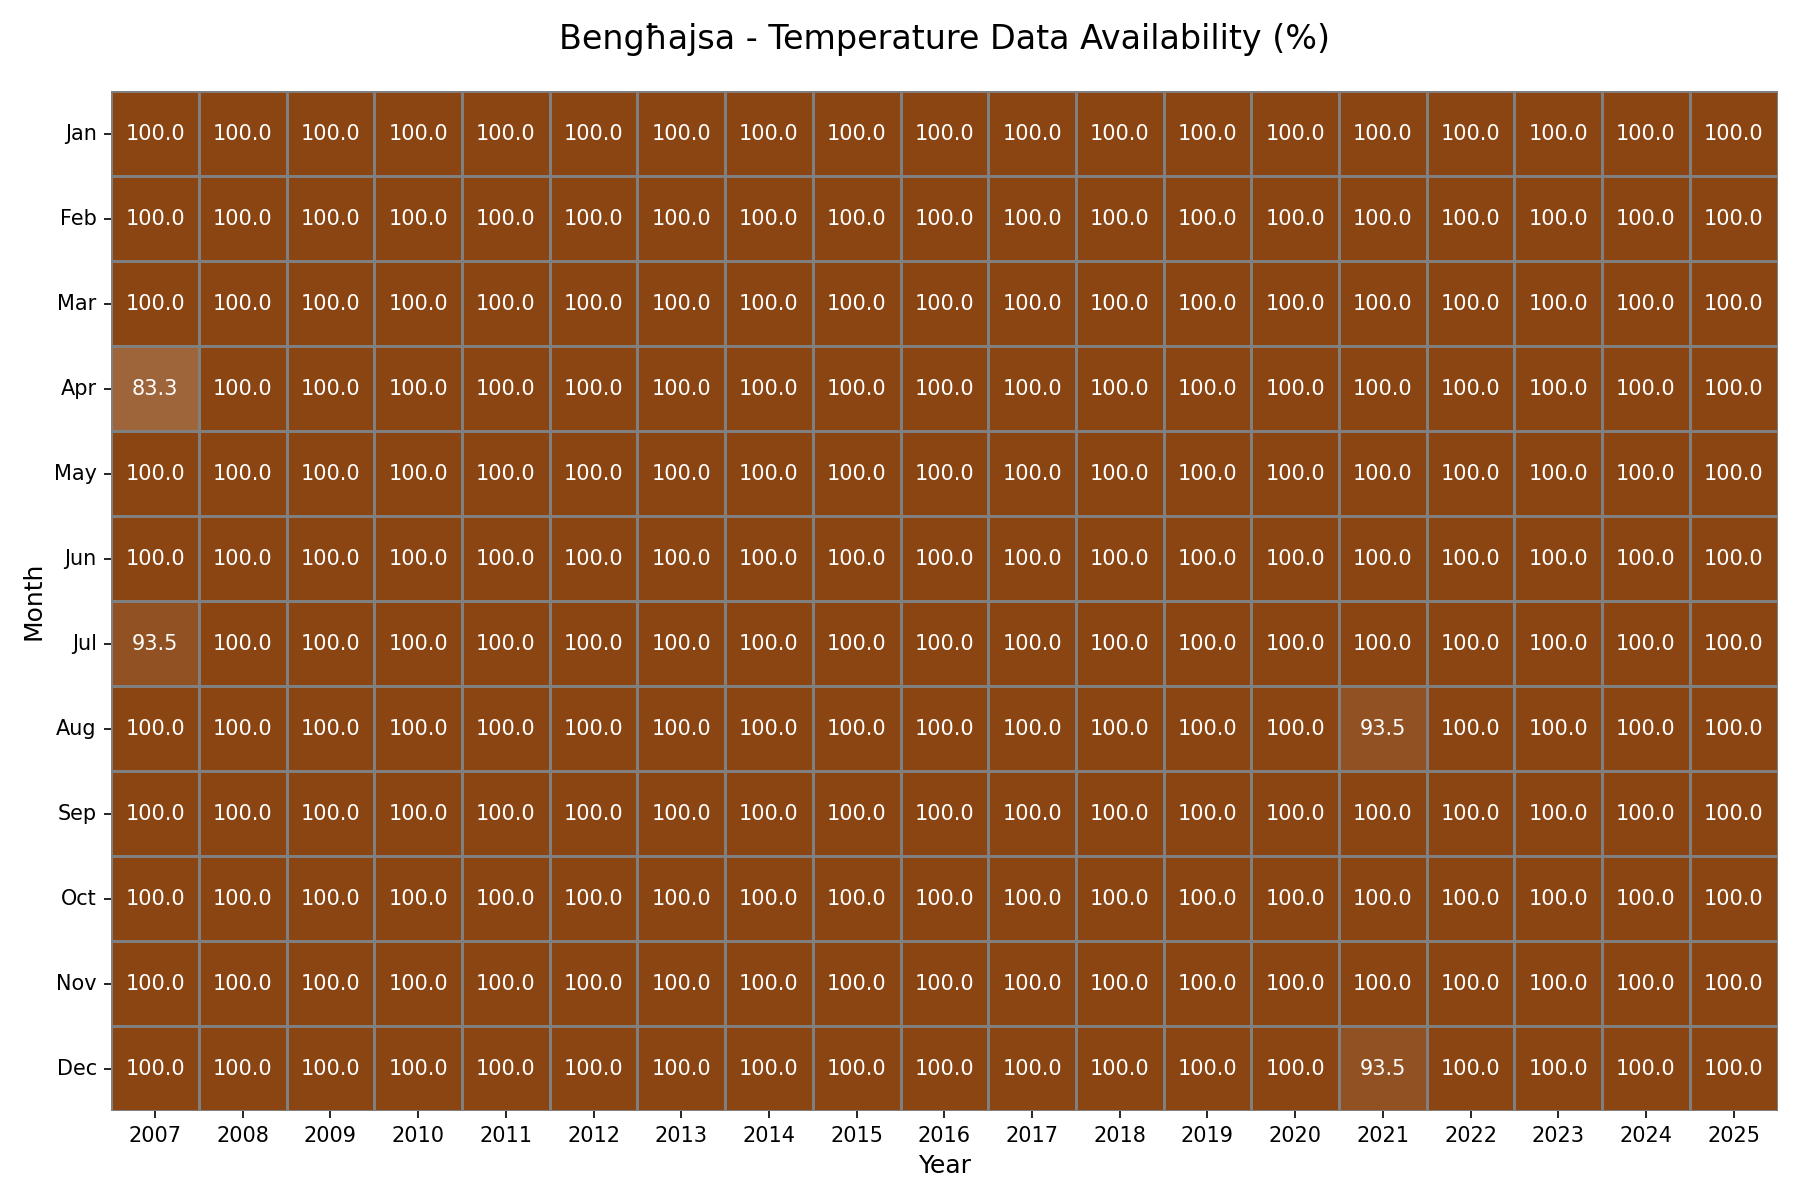 Bengħajsa - Temperature Data Availability (%)
Jan 100.0 100.0 100.0 100.0 100.0 100.0 100.0 100.0 100.0 100.0 100.0 100.0 100.0 100.0 100.0 100.0 100.0 100.0 100.0
Feb 100.0 100.0 100.0 100.0 100.0 100.0 100.0 100.0 100.0 100.0 100.0 100.0 100.0 100.0 100.0 100.0 100.0 100.0 100.0
Mar 100.0 100.0 100.0 100.0 100.0 100.0 100.0 100.0 100.0 100.0 100.0 100.0 100.0 100.0 100.0 100.0 100.0 100.0 100.0
Apr 83.3 100.0 100.0 100.0 100.0 100.0 100.0 100.0 100.0 100.0 100.0 100.0 100.0 100.0 100.0 100.0 100.0 100.0 100.0
May 100.0 100.0 100.0 100.0 100.0 100.0 100.0 100.0 100.0 100.0 100.0 100.0 100.0 100.0 100.0 100.0 100.0 100.0 100.0
Jun 100.0 100.0 100.0 100.0 100.0 100.0 100.0 100.0 100.0 100.0 100.0 100.0 100.0 100.0 100.0 100.0 100.0 100.0 100.0
Month
Jul 93.5 100.0 100.0 100.0 100.0 100.0 100.0 100.0 100.0 100.0 100.0 100.0 100.0 100.0 100.0 100.0 100.0 100.0 100.0
Aug 100.0 100.0 100.0 100.0 100.0 100.0 100.0 100.0 100.0 100.0 100.0 100.0 100.0 100.0 93.5 100.0 100.0 100.0 100.0
Sep 100.0 100.0 100.0 100.0 100.0 100.0 100.0 100.0 100.0 100.0 100.0 100.0 100.0 100.0 100.0 100.0 100.0 100.0 100.0
Oct 100.0 100.0 100.0 100.0 100.0 100.0 100.0 100.0 100.0 100.0 100.0 100.0 100.0 100.0 100.0 100.0 100.0 100.0 100.0
Nov 100.0 100.0 100.0 100.0 100.0 100.0 100.0 100.0 100.0 100.0 100.0 100.0 100.0 100.0 100.0 100.0 100.0 100.0 100.0
Dec 100.0 100.0 100.0 100.0 100.0 100.0 100.0 100.0 100.0 100.0 100.0 100.0 100.0 100.0 93.5 100.0 100.0 100.0 100.0
2007 2008 2009 2010 2011 2012 2013 2014 2015 2016 2017 2018 2019 2020 2021 2022 2023 2024 2025
Year